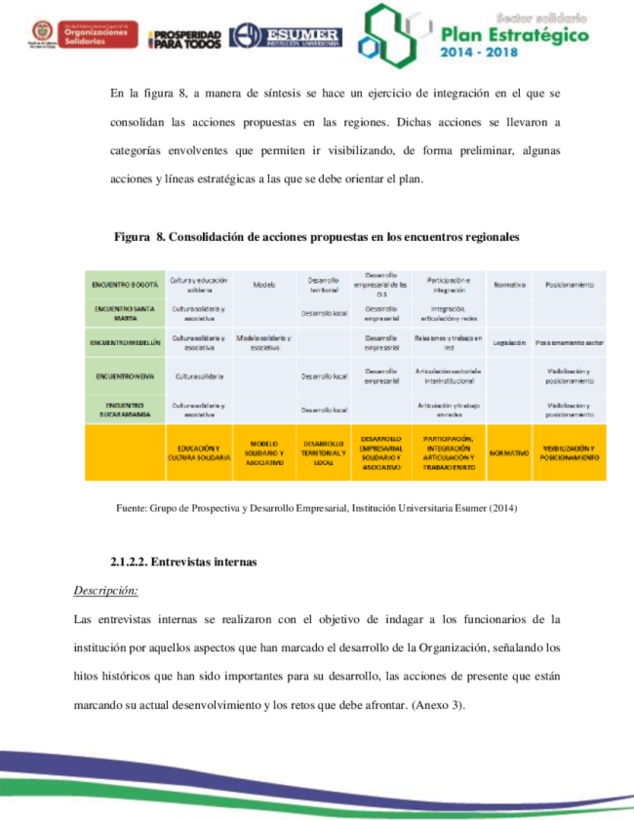 Unidad Administrativa Especial de
Organizaciones
Solidarias
PROSPERIDAD
PARA TODOS
ESUMER
INSTITUCIÓN UNIVERSITARIA
Sector solidario
Plan Estratégico
2014 - 2018
En la figura 8, a manera de síntesis se hace un ejercicio de integración en el que se
consolidan las acciones propuestas en las regiones. Dichas acciones se llevaron a
categorías envolventes que permiten ir visibilizando, de forma preliminar, algunas
acciones y líneas estratégicas a las que se debe orientar el plan.
Figura 8. Consolidación de acciones propuestas en los encuentros regionales
ENCUENTRO BOGOTÁ
Cultura y educación
solidaria
Modelo
Desarrollo
territorial
Desarrollo
empresarial de las
O.S
Participación e
Integración
Normativa
Posicionamiento
ENCUENTRO SANTA
MARTA
Cultura solidaria y
asociativa
Desarrollo local
Desarrollo
empresarial
Integración,
articulación y redes
ENCUENTRO MEDELLÍN
Cultura solidaria y
asociativa
Modelo solidario y
asociativo
Desarrollo
empresarial
Relaciones y trabajo en
red
Legislación
Posicionamiento sector
ENCUENTRO NEIVA
Cultura solidaria
Desarrollo local
Desarrollo
empresarial
Articulación sectorial e
interinstitucional
Visibilización y
posicionamiento
ENCUENTRO
BUCARAMANGA
Cultura solidaria y
asociativa
Desarrollo local
Articulación y trabajo
en redes
Visibilización y
posicionamiento
EDUCACIÓN Y
CULTURA SOLIDARIA
MODELO
SOLIDARIO Y
ASOCIATIVO
DESARROLLO
TERRITORIAL Y
LOCAL
DESARROLLO
EMPRESARIAL
SOLIDARIO Y
ASOCIATIVO
PARTICIPACIÓN,
INTEGRACIÓN
ARTICULACIÓN Y
TRABAJO EN RED
NORMATIVO
VISIBILIZACIÓN Y
POSICIONAMIENTO
Fuente: Grupo de Prospectiva y Desarrollo Empresarial, Institución Universitaria Esumer (2014)
2.1.2.2. Entrevistas internas
Descripción:
Las entrevistas internas se realizaron con el objetivo de indagar a los funcionarios de la
institución por aquellos aspectos que han marcado el desarrollo de la Organización, señalando los
hitos históricos que han sido importantes para su desarrollo, las acciones de presente que están
marcando su actual desenvolvimiento y los retos que debe afrontar. (Anexo 3).